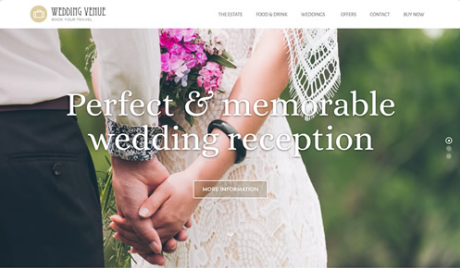 WEDDING VENUE
BOOK YOUR TRAVEL
THE ESTATE
FOOD & DRINK
WEDDINGS
OFFERS
CONTACT
BUY NOW
Perfect & memorable
wedding reception
MORE INFORMATION